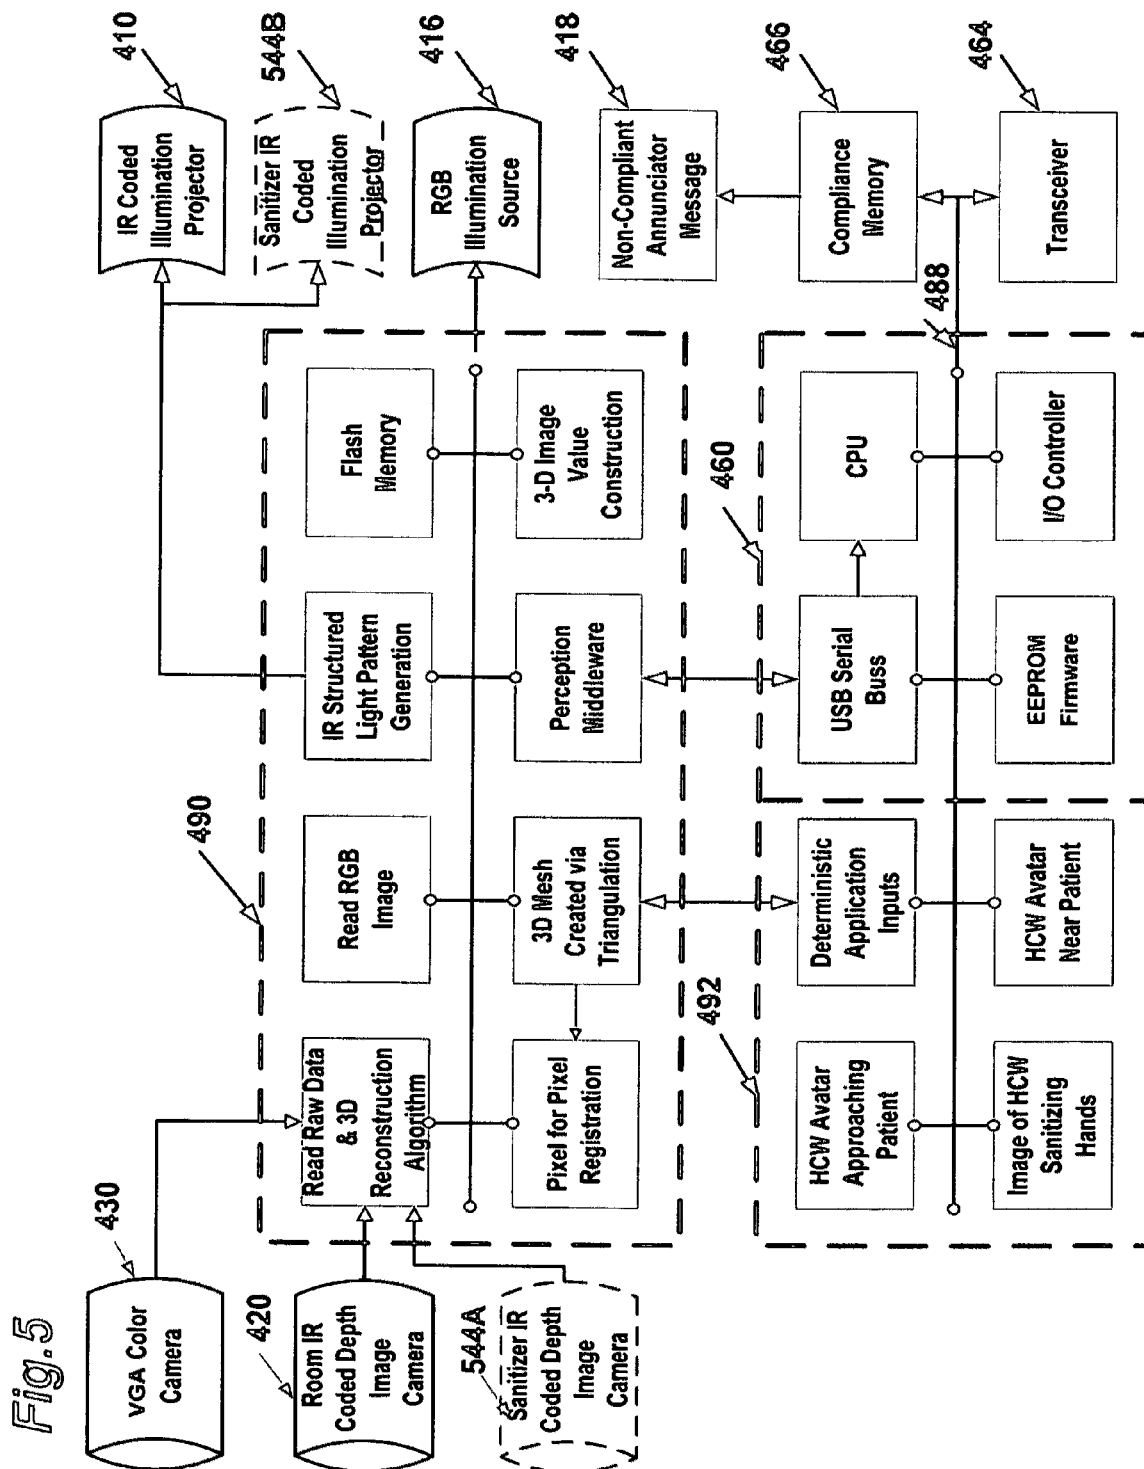 Fig.5
430
VGA Color
Camera
420
Room IR
Coded Depth
Image
Camera
544A
Sanitizer IR
Coded Depth
Image
Camera
490
Read Raw Data
& 3D
Reconstruction
Algorithm
Read RGB
Image
IR Structured
Light Pattern
Generation
Flash
Memory
Pixel for Pixel
Registration
3D Mesh
Created via
Triangulation
Perception
Middleware
3-D Image
Value
Construction
410
IR Coded
Illumination
Projector
544B
Sanitizer IR
Coded
Illumination
Projector
416
RGB
Illumination
Source
418
Non-Compliant
Annunciator
Message
466
Compliance
Memory
464
Transceiver
492
HCW Avatar
Approaching
Patient
Deterministic
Application
Inputs
Image of HCW
Sanitizing
Hands
HCW Avatar
Near Patient
460
USB Serial
Buss
CPU
EEPROM
Firmware
I/O Controller
488